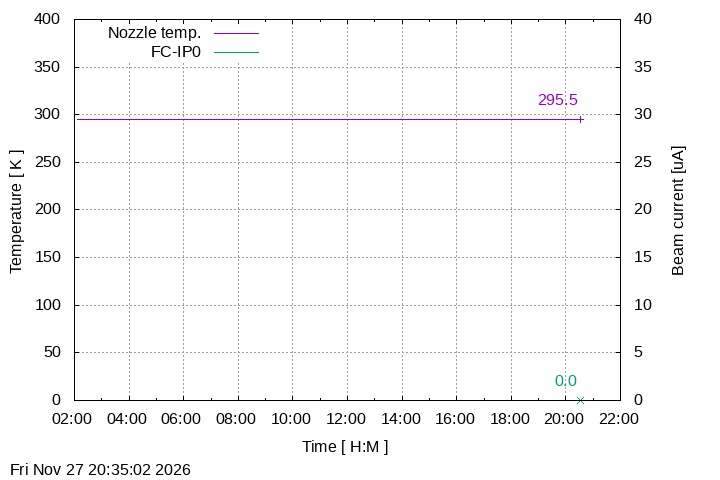 400
350
300
250
200
150
100
50
0
Temperature [ K ]
Nozzle temp.
FC-IP0
295.5
0.0
40
35
30
25
20
15
10
5
0
Beam current [uA]
02:00 04:00 06:00 08:00 10:00 12:00 14:00 16:00 18:00 20:00 22:00
Time [ H:M ]
Fri Nov 27 20:35:02 2026